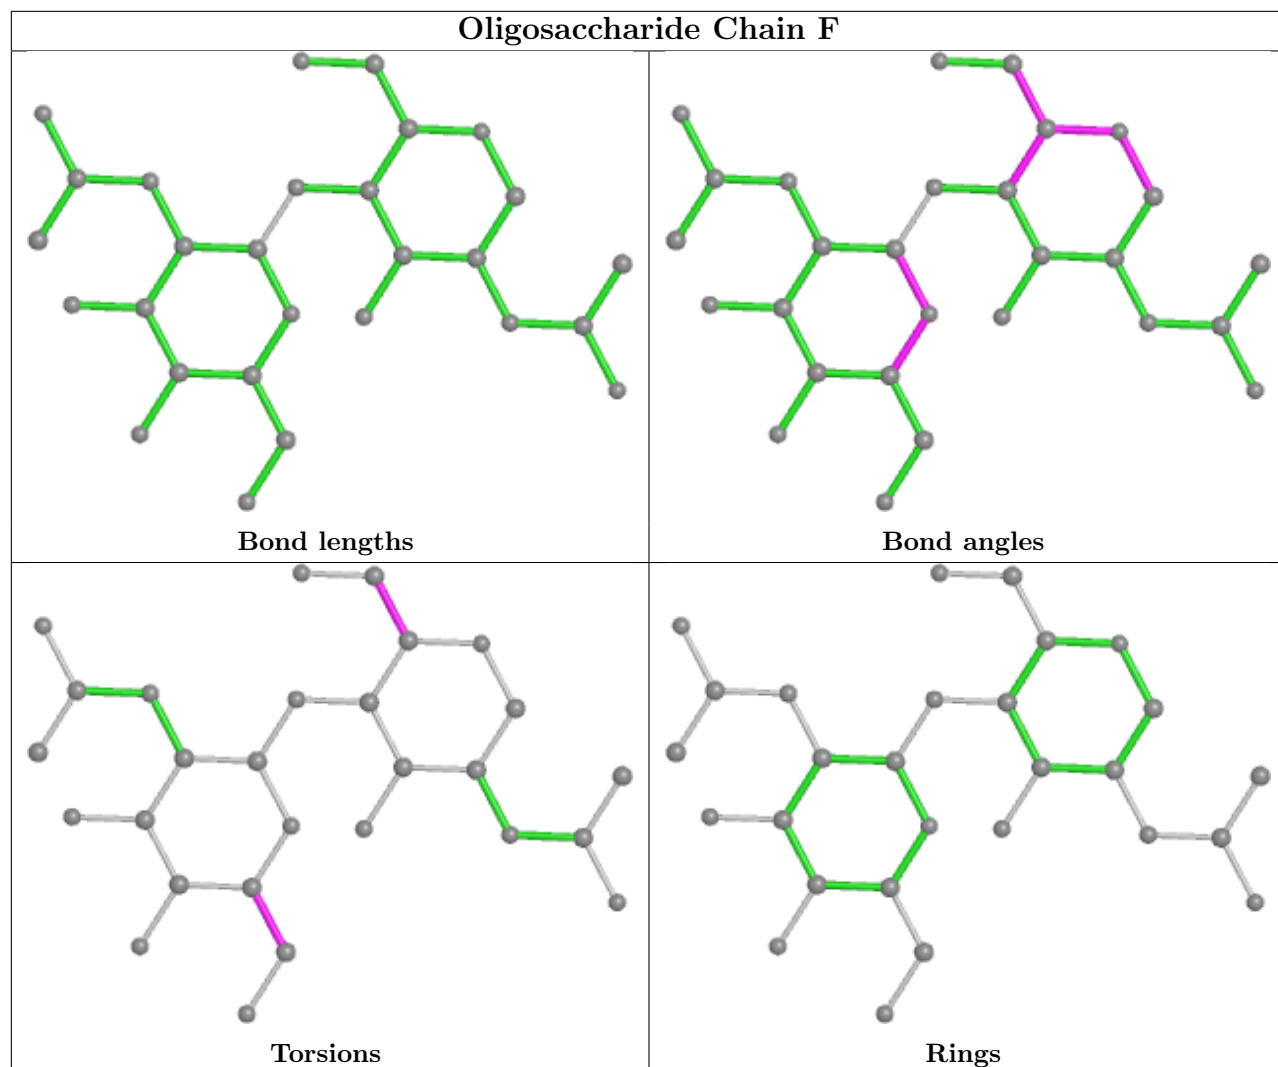 Oligosaccharide Chain F
Bond lengths
Bond angles
Torsions
Rings